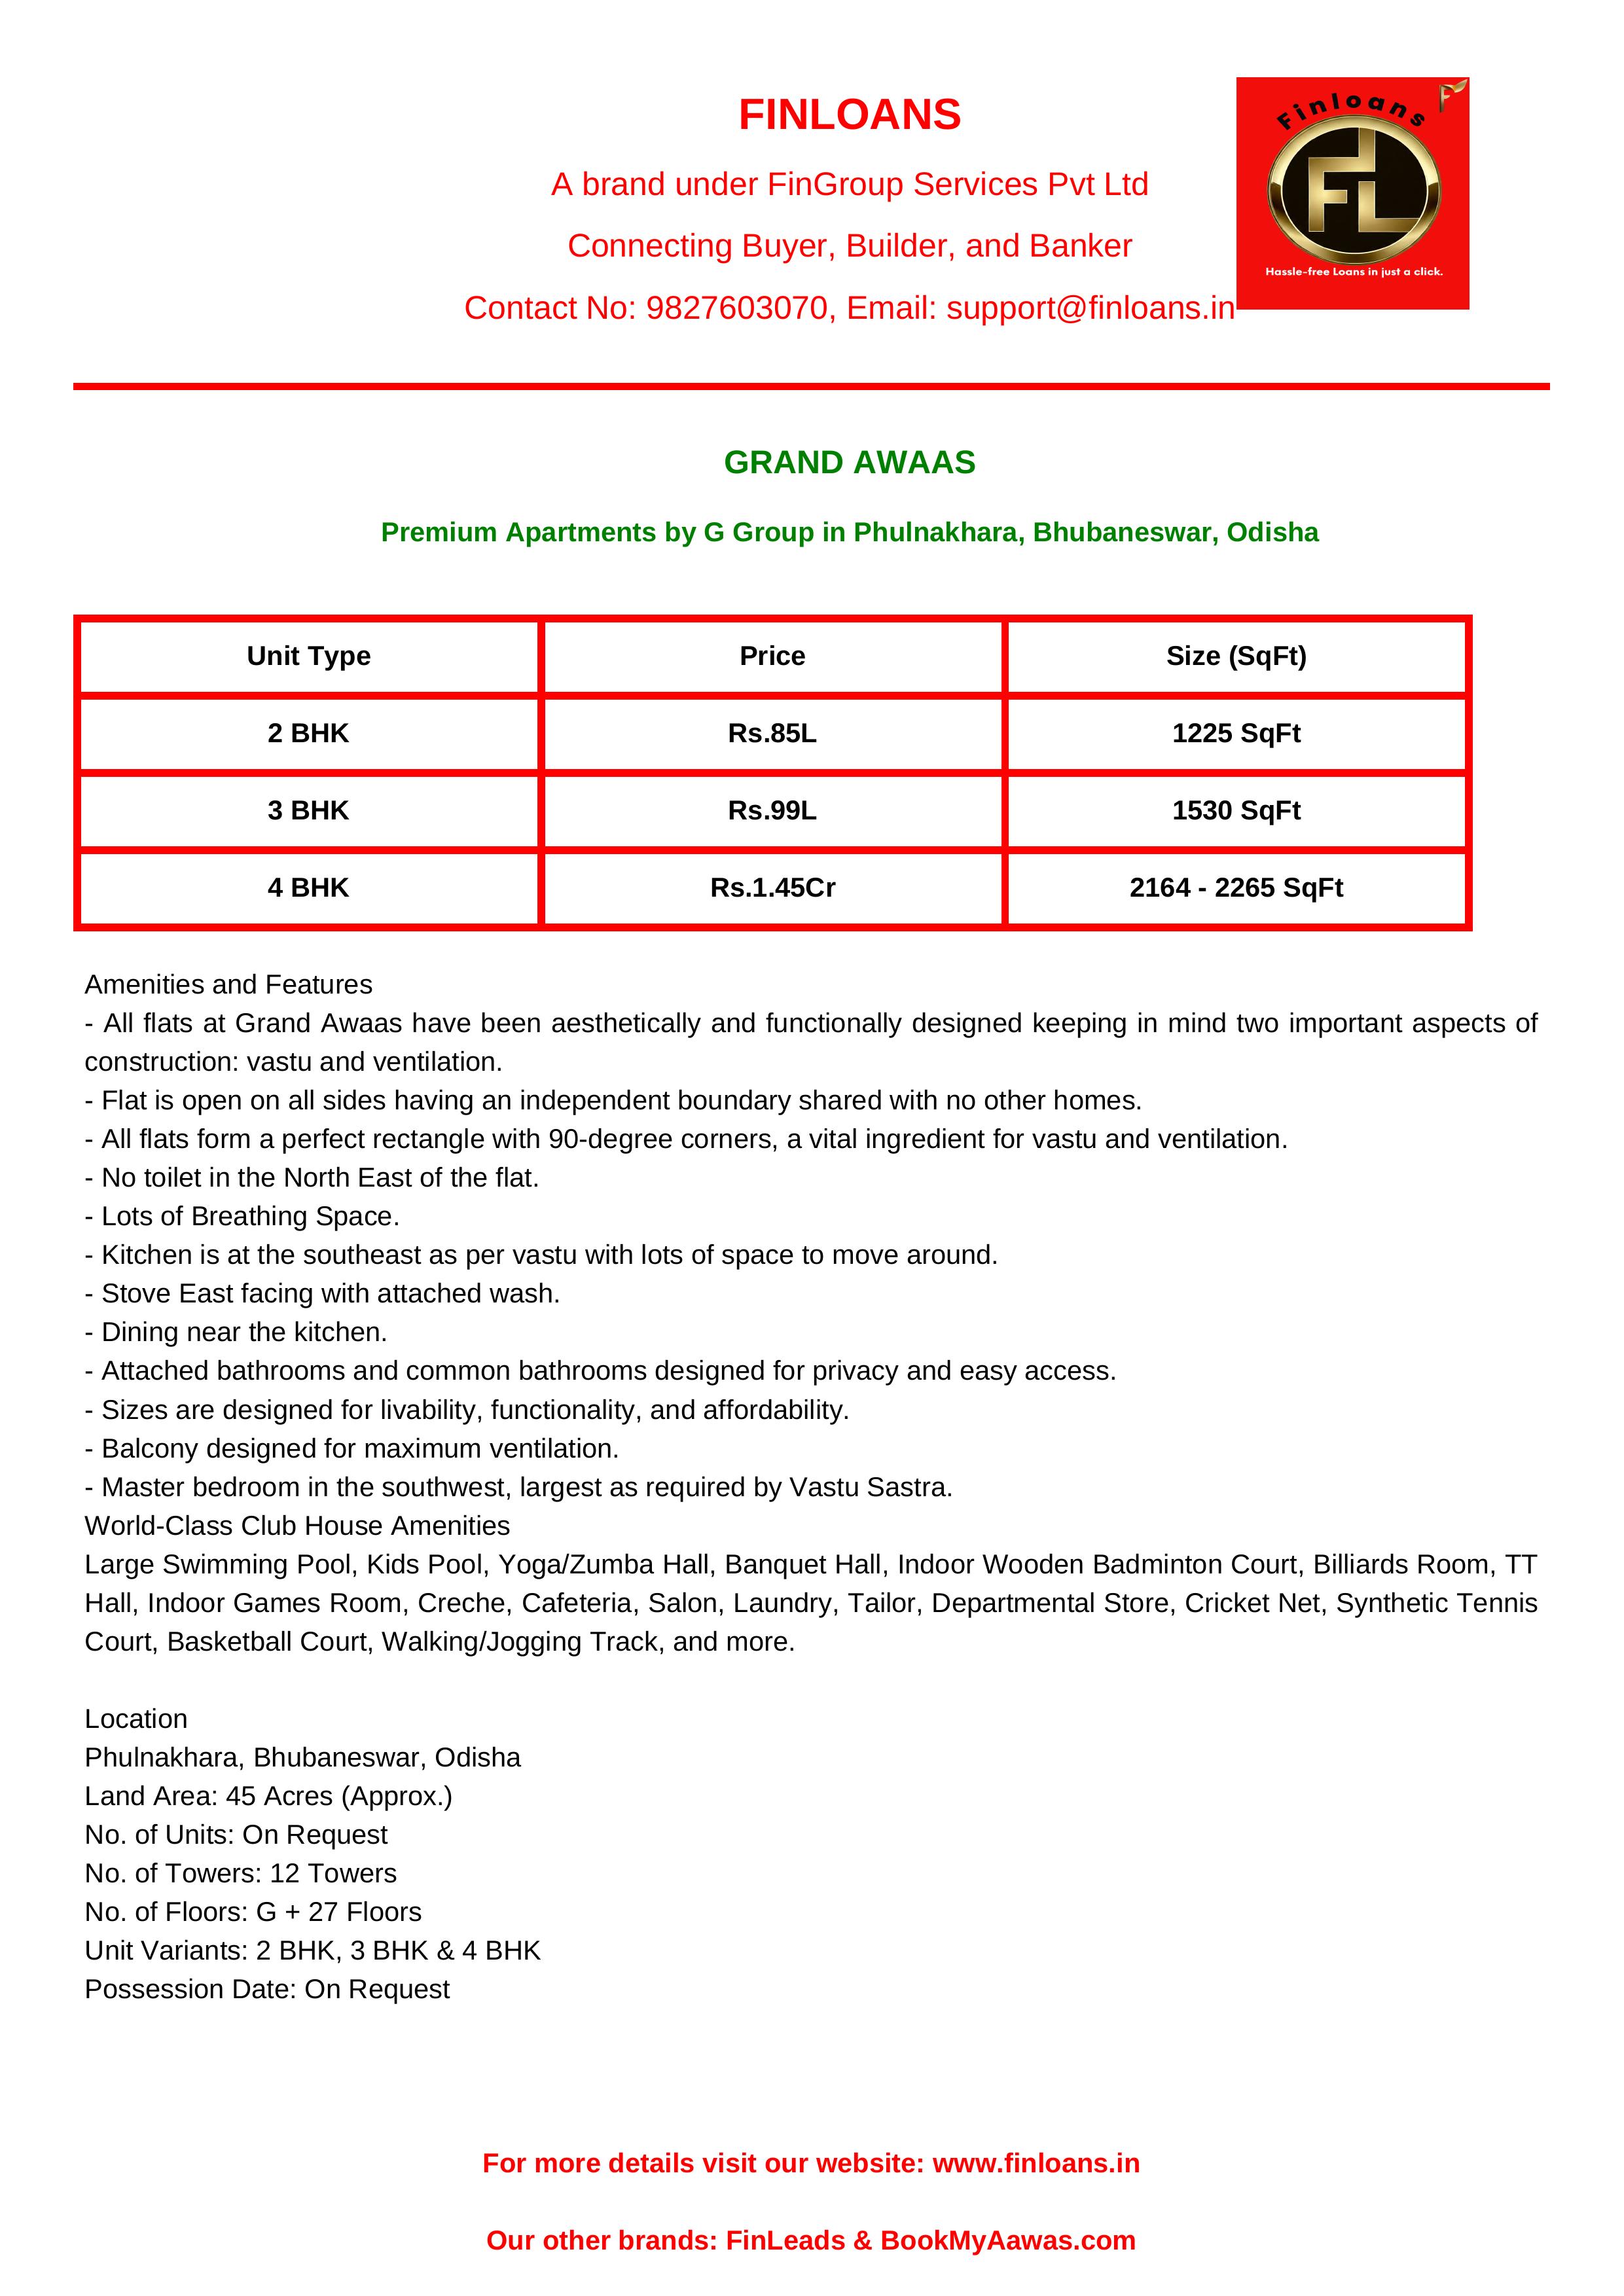 FINLOANS
A brand under FinGroup Services Pvt Ltd
Connecting Buyer, Builder, and Banker
Contact No: 9827603070, Email: support@finloans.in
Finloans
F
FL
Hassle-free Loans in just a click.
GRAND AWAAS
Premium Apartments by G Group in Phulnakhara, Bhubaneswar, Odisha
Unit Type Price Size (SqFt)
2 BHK Rs.85L 1225 SqFt
3 BHK Rs.99L 1530 SqFt
4 BHK Rs.1.45Cr 2164 - 2265 SqFt
Amenities and Features
- All flats at Grand Awaas have been aesthetically and functionally designed keeping in mind two important aspects of
construction: vastu and ventilation.
- Flat is open on all sides having an independent boundary shared with no other homes.
- All flats form a perfect rectangle with 90-degree corners, a vital ingredient for vastu and ventilation.
- No toilet in the North East of the flat.
- Lots of Breathing Space.
- Kitchen is at the southeast as per vastu with lots of space to move around.
- Stove East facing with attached wash.
- Dining near the kitchen.
- Attached bathrooms and common bathrooms designed for privacy and easy access.
- Sizes are designed for livability, functionality, and affordability.
- Balcony designed for maximum ventilation.
- Master bedroom in the southwest, largest as required by Vastu Sastra.
World-Class Club House Amenities
Large Swimming Pool, Kids Pool, Yoga/Zumba Hall, Banquet Hall, Indoor Wooden Badminton Court, Billiards Room, TT
Hall, Indoor Games Room, Creche, Cafeteria, Salon, Laundry, Tailor, Departmental Store, Cricket Net, Synthetic Tennis
Court, Basketball Court, Walking/Jogging Track, and more.
Location
Phulnakhara, Bhubaneswar, Odisha
Land Area: 45 Acres (Approx.)
No. of Units: On Request
No. of Towers: 12 Towers
No. of Floors: G + 27 Floors
Unit Variants: 2 BHK, 3 BHK & 4 BHK
Possession Date: On Request
For more details visit our website: www.finloans.in
Our other brands: FinLeads & BookMyAawas.com